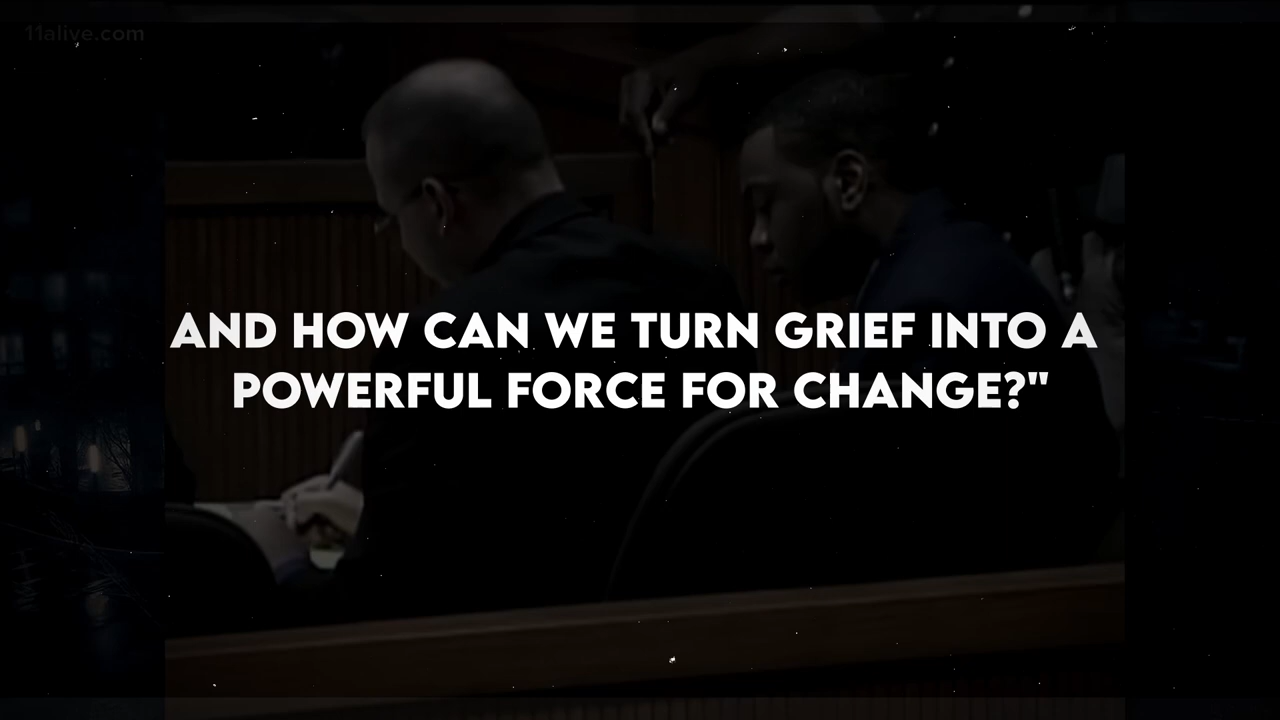 11alive.com
AND HOW CAN WE TURN GRIEF INTO A
POWERFUL FORCE FOR CHANGE?"